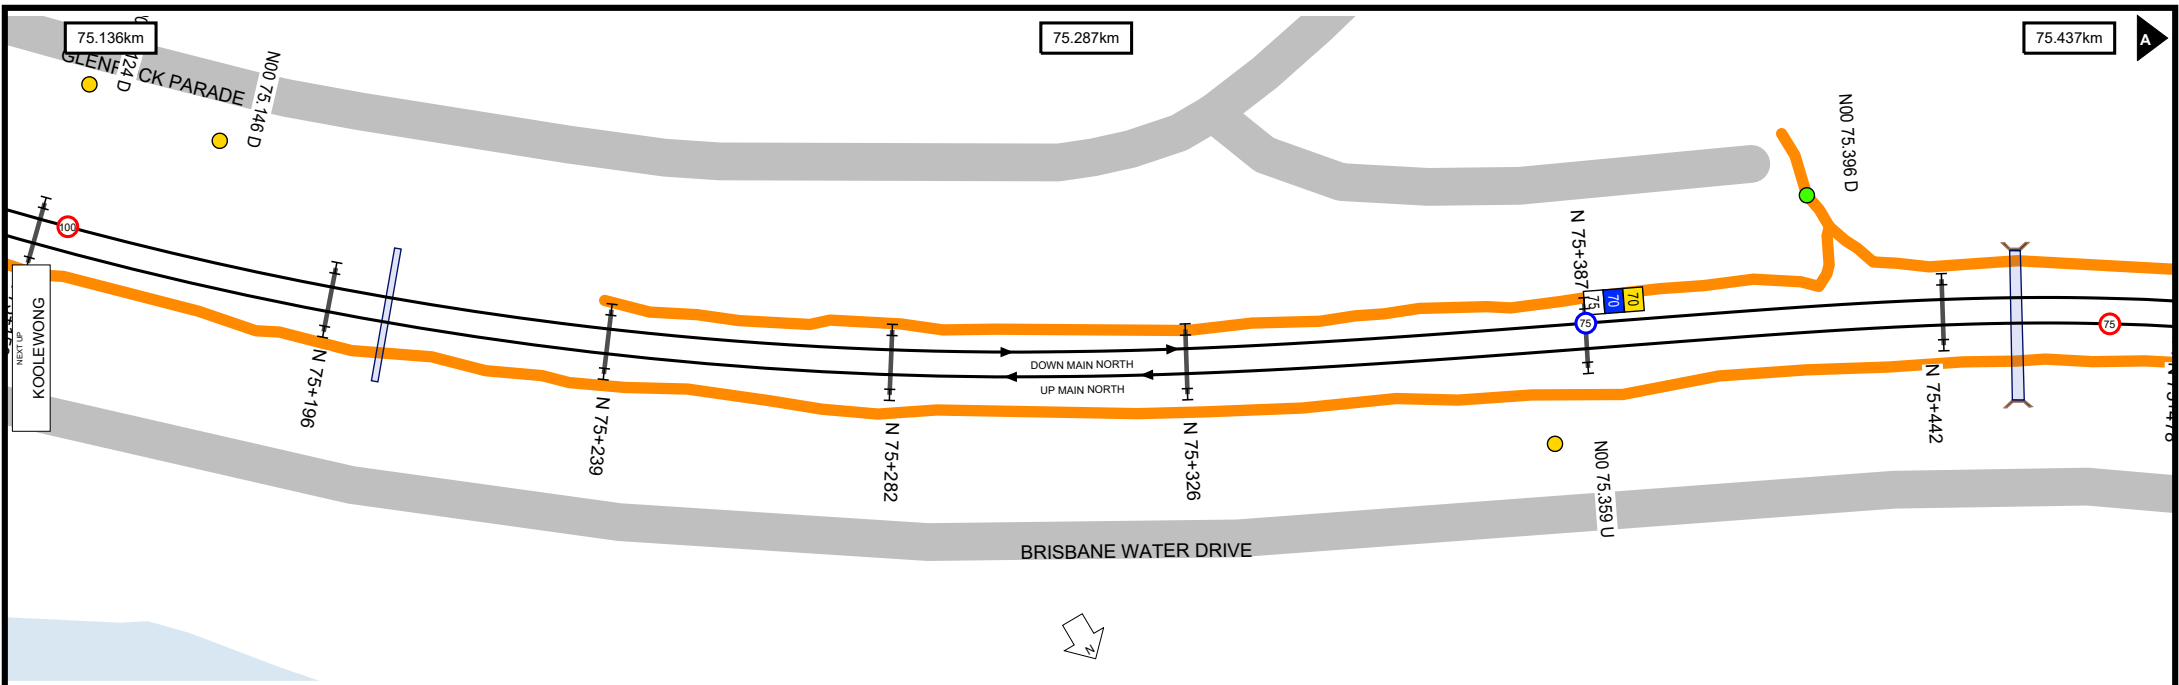 75.136km
75.287km
75.437km
A
24 D
GLENR
CK PARADE
N00 75.146 D
N00 75.396 D
100
NEXT UP
KOOLEWONG
N 75+196
N 75+239
N 75+282
N 75+326
N 75+387
75
70
70
75
75
DOWN MAIN NORTH
UP MAIN NORTH
N 75+442
N00 75.359 U
BRISBANE WATER DRIVE
N